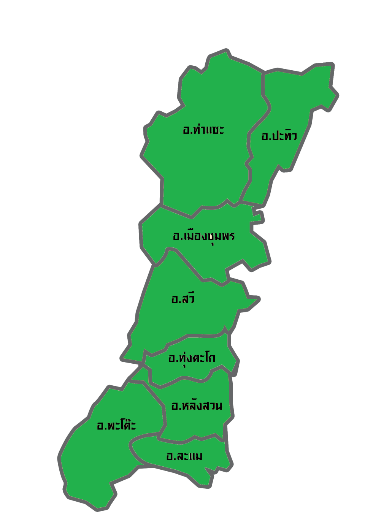 อ.ท่าแซะ
อ.ปะทิว
อ.เมืองชุมพร
อ.สวี
อ.ทุ่งตะโก
อ.หลังสวน
อ.พะโต๊ะ
อ.ละแม